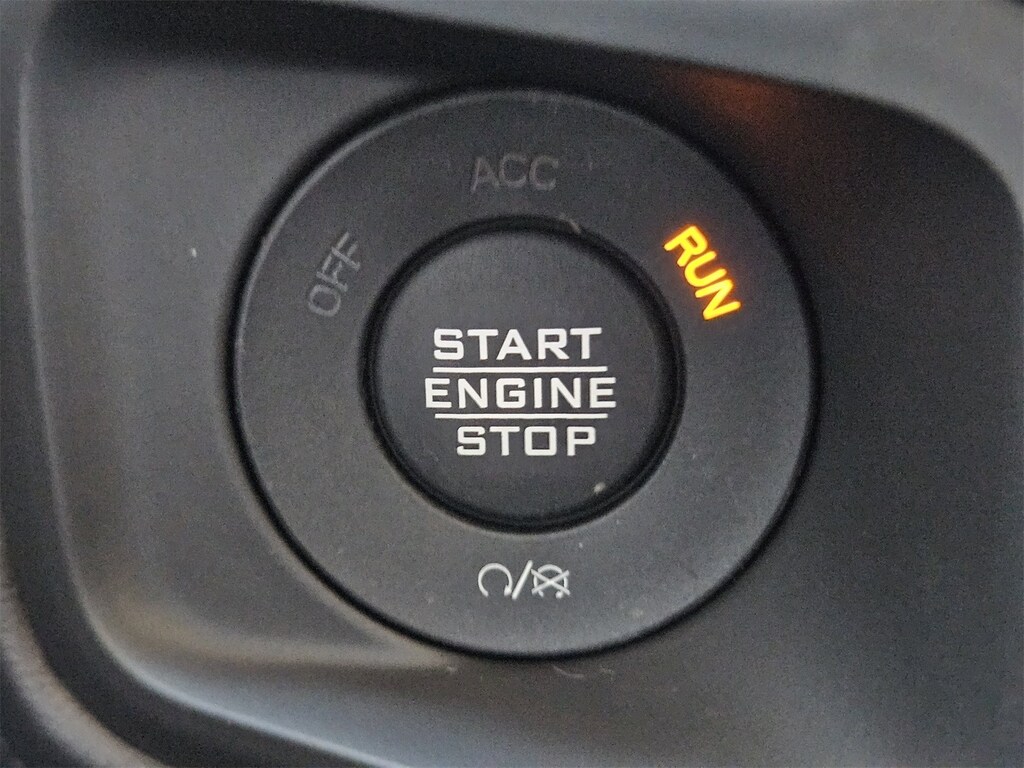 ACC
OFF
RUN
START
ENGINE
STOP